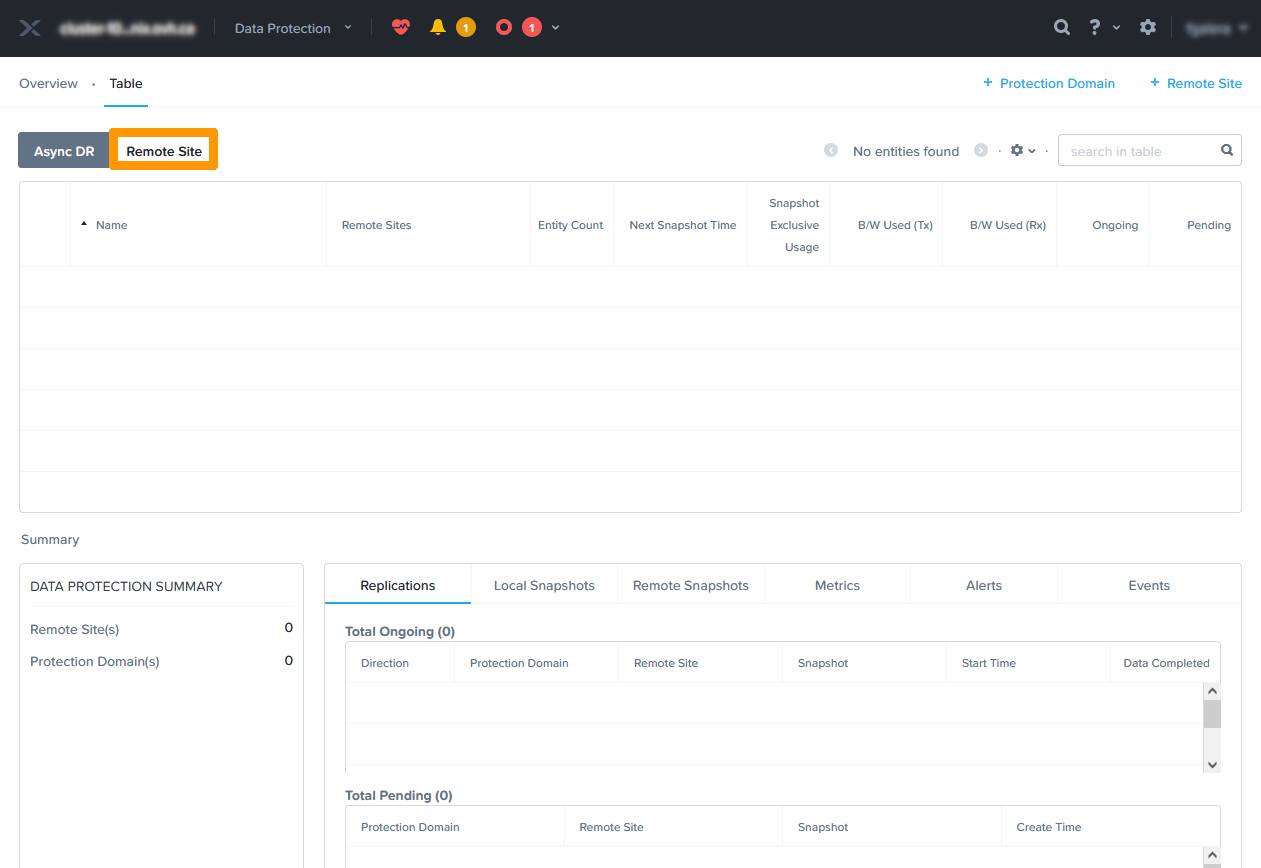 Data Protection 1 1 ?
Overview · Table + Protection Domain + Remote Site
Async DR Remote Site No entities found · · search in table
Name Remote Sites Entity Count Next Snapshot Time Snapshot Exclusive Usage B/W Used (Tx) B/W Used (Rx) Ongoing Pending
Summary
DATA PROTECTION SUMMARY
Remote Site(s) 0
Protection Domain(s) 0
Replications Local Snapshots Remote Snapshots Metrics Alerts Events
Total Ongoing (0)
Direction Protection Domain Remote Site Snapshot Start Time Data Completed
Total Pending (0)
Protection Domain Remote Site Snapshot Create Time